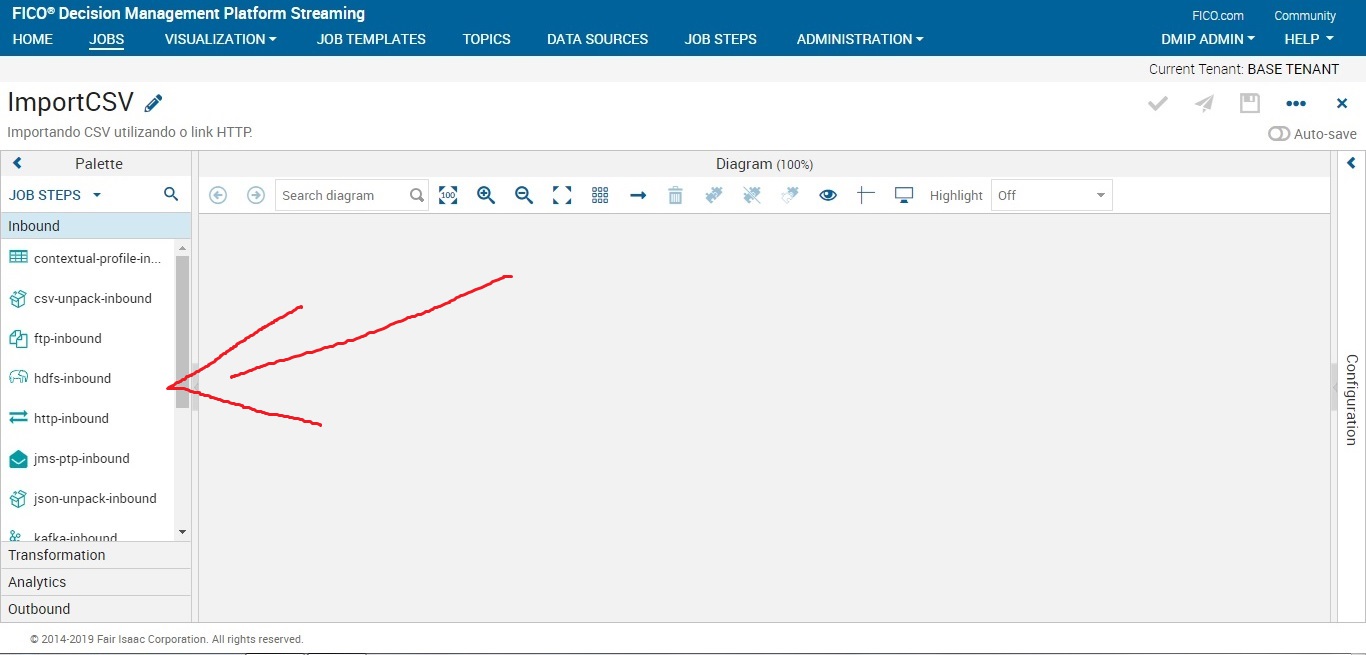 FICO® Decision Management Platform Streaming
FICO.com Community
HOME JOBS VISUALIZATION JOB TEMPLATES TOPICS DATA SOURCES JOB STEPS ADMINISTRATION DMIP ADMIN HELP
Current Tenant: BASE TENANT
ImportCSV
Importando CSV utilizando o link HTTP.
Auto-save
Palette
Diagram (100%)
JOB STEPS
Search diagram
100
Highlight
Off
Inbound
contextual-profile-in...
csv-unpack-inbound
ftp-inbound
hdfs-inbound
http-inbound
jms-ptp-inbound
json-unpack-inbound
kafka-inbound
Transformation
Analytics
Outbound
Configuration
© 2014-2019 Fair Isaac Corporation. All rights reserved.